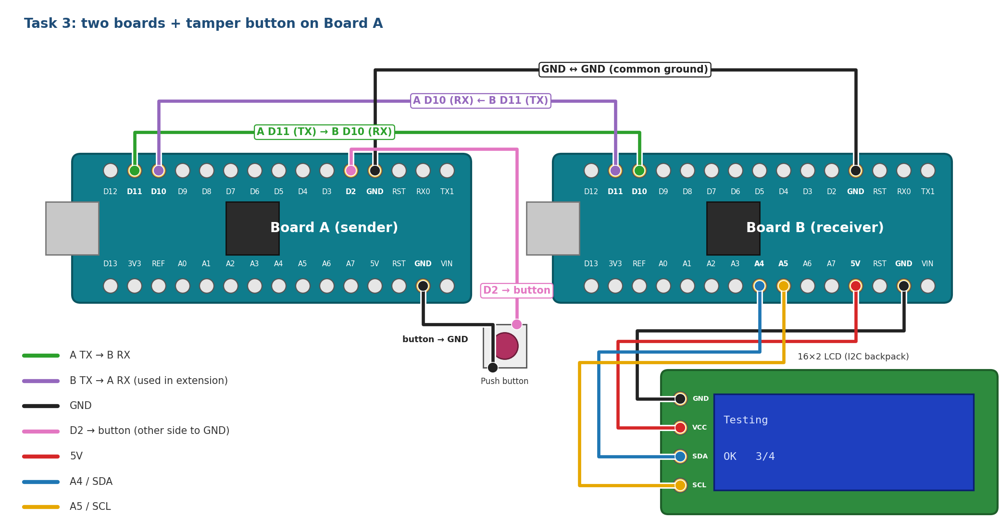 Task 3: two boards + tamper button on Board A
GND ↔ GND (common ground)
A D10 (RX) ← B D11 (TX)
A D11 (TX) → B D10 (RX)
D12 D11 D10 D9 D8 D7 D6 D5 D4 D3 D2 GND RST RX0 TX1
Board A (sender)
D13 3V3 REF A0 A1 A2 A3 A4 A5 A6 A7 5V RST GND VIN
D12 D11 D10 D9 D8 D7 D6 D5 D4 D3 D2 GND RST RX0 TX1
Board B (receiver)
D13 3V3 REF A0 A1 A2 A3 A4 A5 A6 A7 5V RST GND VIN
D2 → button
button → GND
Push button
16×2 LCD (I2C backpack)
GND
VCC
SDA
SCL
Testing
OK 3/4
A TX → B RX
B TX → A RX (used in extension)
GND
D2 → button (other side to GND)
5V
A4 / SDA
A5 / SCL